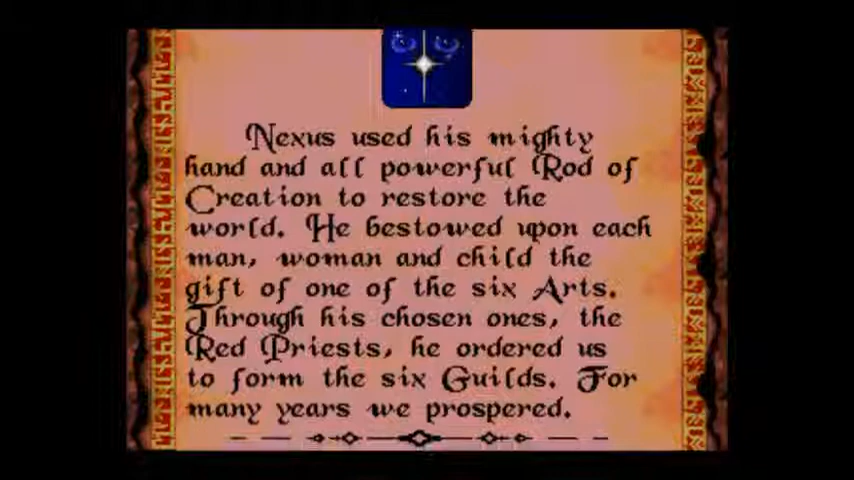 Nexus used his mighty
hand and all powerful Rod of
Creation to restore the
world. He bestowed upon each
man, woman and child the
gift of one of the six Arts.
Through his chosen ones, the
Red Priests, he ordered us
to form the six Guilds. For
many years we prospered.